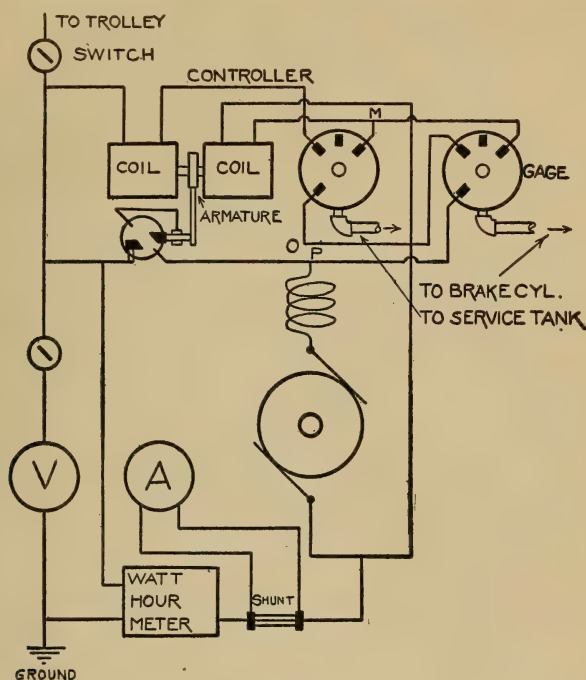 TO TROLLEY
SWITCH
CONTROLLER
M
COIL
COIL
GAGE
ARMATURE
O
P
TO BRAKE CYL.
TO SERVICE TANK.
V
A
WATT
HOUR
METER
SHUNT
GROUND